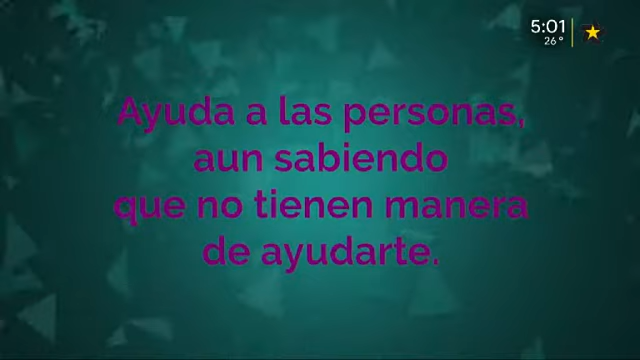 5:01
26°
Ayuda a las personas,
aun sabiendo
que no tienen manera
de ayudarte.